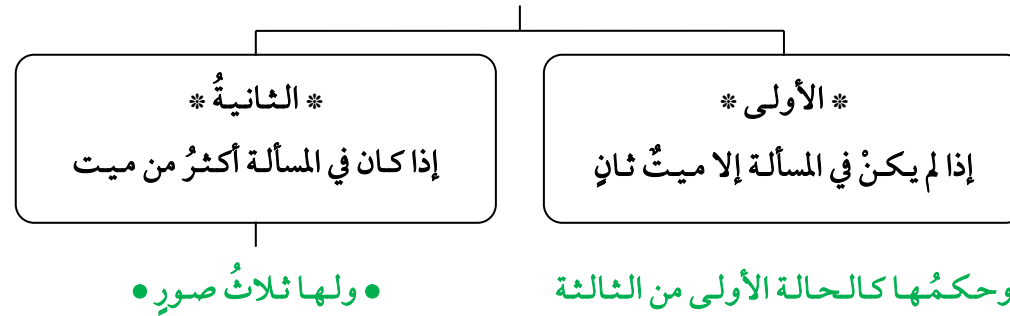 * الأولى *
إذا لم يكنْ في المسألة إلا ميتٌ ثانٍ
وحكمُها كالحالة الأولى من الثالثة
* الثانيةُ *
إذا كان في المسألة أكثرُ من ميت
• ولها ثلاثُ صورٍ •